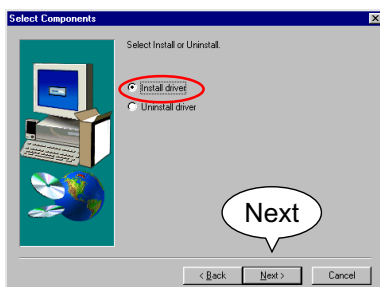 Select Components
Select Install or Uninstall.
Install driver
Uninstall driver
Next
< Back
Next >
Cancel